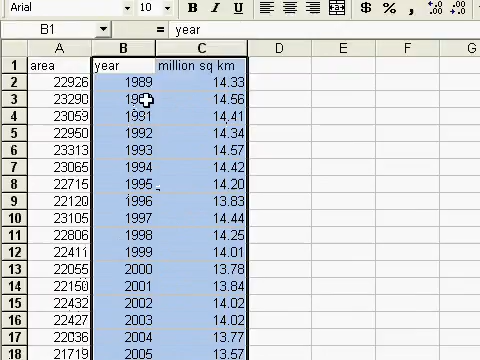 Arial 10 B I U $ % , .00
B1 = year
A B C D E F G
1 area year million sq km
2 22926 1989 14.33
3 23290 14.56
4 23059 1991 14.41
5 22950 1992 14.34
6 23313 1993 14.57
7 23065 1994 14.42
8 22715 1995 14.20
9 22120 1996 13.83
10 23105 1997 14.44
11 22806 1998 14.25
12 22411 1999 14.01
13 22055 2000 13.78
14 22150 2001 13.84
15 22432 2002 14.02
16 22427 2003 14.02
17 22036 2004 13.77
18 21719 2005 13.57